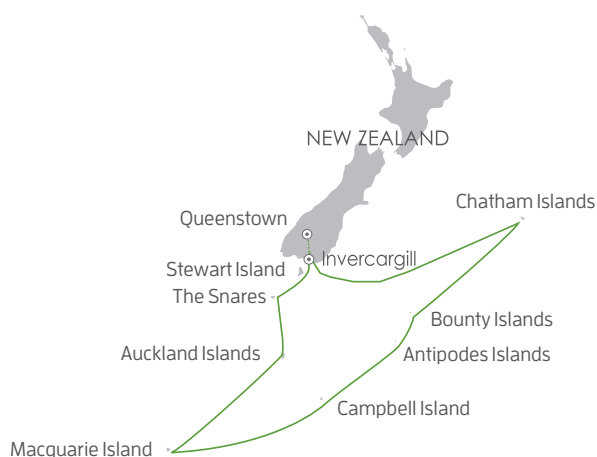 NEW ZEALAND
Chatham Islands
Queenstown
Invercargill
Stewart Island
The Snares
Bounty Islands
Auckland Islands
Antipodes Islands
Campbell Island
Macquarie Island